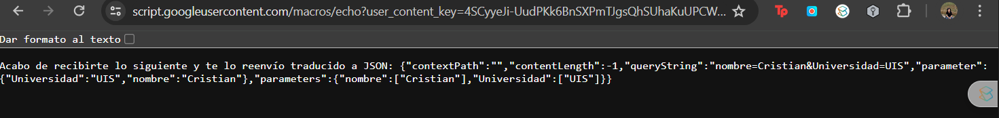 script.googleusercontent.com/macros/echo?user_content_key=4SCyyeJi-UudPKk6BnSXPmTJgsQhSUhaKuUPCW...
Tp
Dar formato al texto
Acabo de recibirte lo siguiente y te lo reenvío traducido a JSON: {"contextPath":"","contentLength":-1,"queryString":"nombre=Cristian&Universidad=UIS","parameter":
{"Universidad":"UIS","nombre":"Cristian"},"parameters":{"nombre":["Cristian"],"Universidad":["UIS"]}}